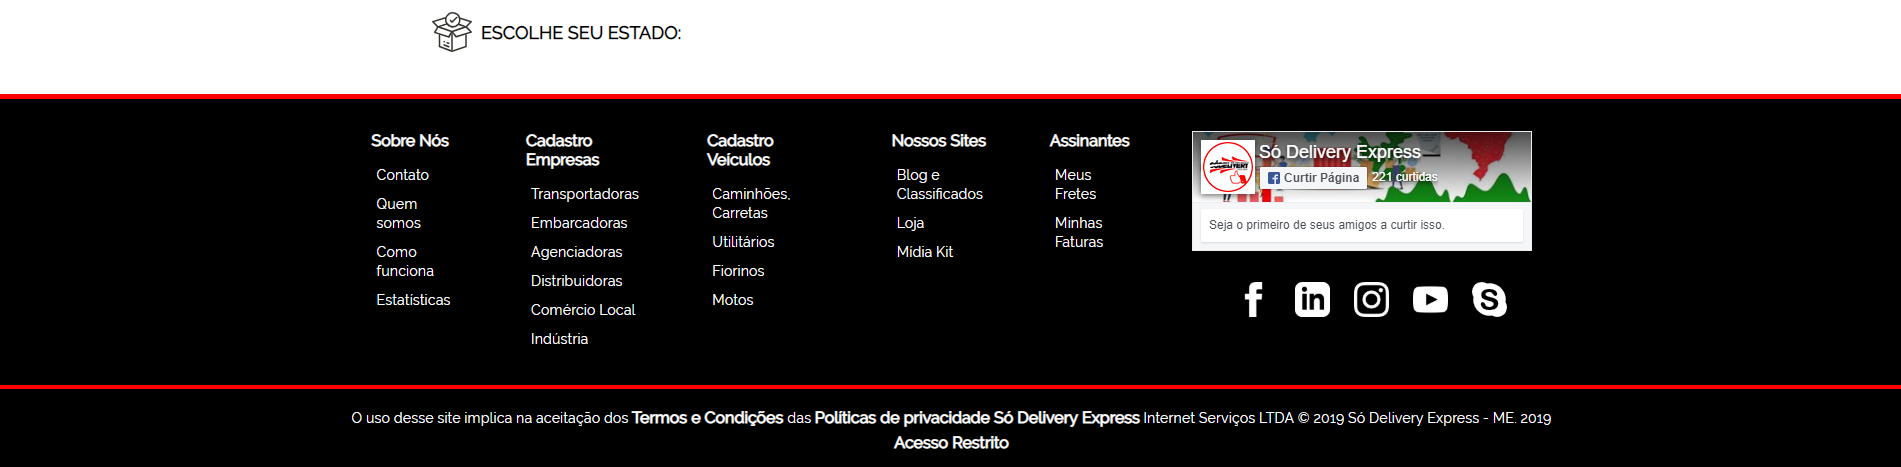 ESCOLHE SEU ESTADO:
Sobre Nós
Contato
Quem
somos
Como
funciona
Estatísticas
Cadastro
Empresas
Transportadoras
Embarcadoras
Agenciadoras
Distribuidoras
Comércio Local
Indústria
Cadastro
Veículos
Caminhões,
Carretas
Utilitários
Fiorinos
Motos
Nossos Sites
Blog e
Classificados
Loja
Mídia Kit
Assinantes
Meus
Fretes
Minhas
Faturas
Só Delivery Express
Curtir Página 221 curtidas
Seja o primeiro de seus amigos a curtir isso.
O uso desse site implica na aceitação dos Termos e Condições das Políticas de privacidade Só Delivery Express Internet Serviços LTDA © 2019 Só Delivery Express - ME. 2019
Acesso Restrito